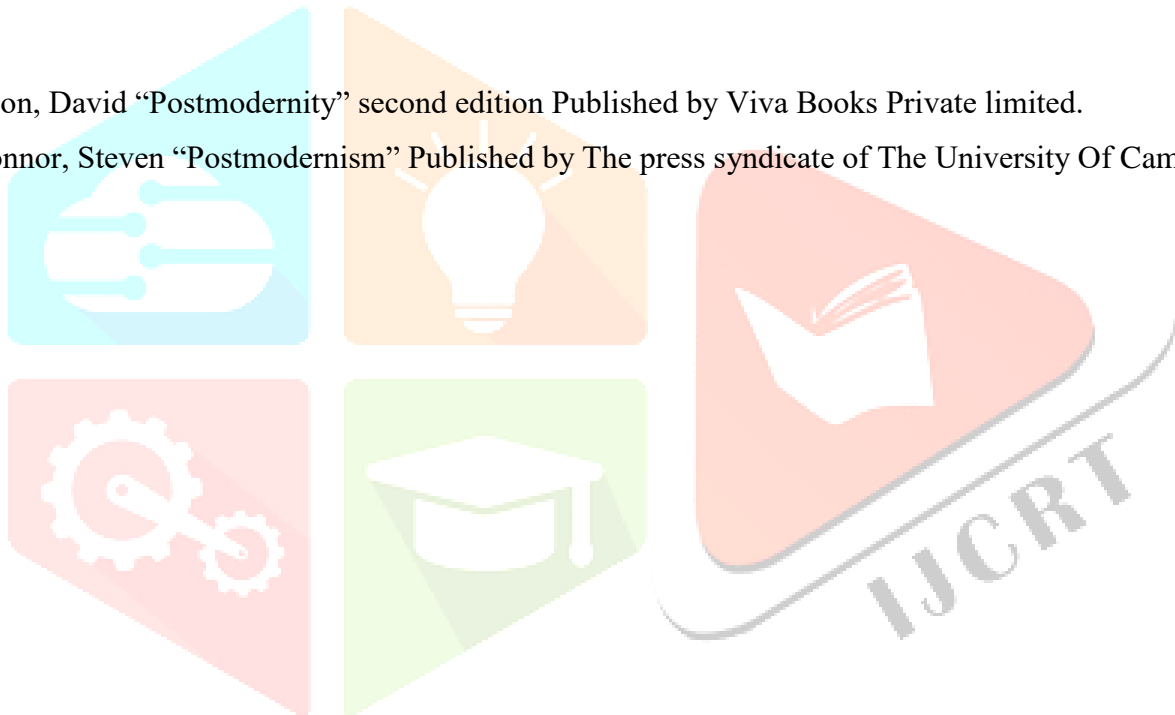 on, David “Postmodernity” second edition Published by Viva Books Private limited.
onnor, Steven “Postmodernism” Published by The press syndicate of The University Of Cam
IJCRT